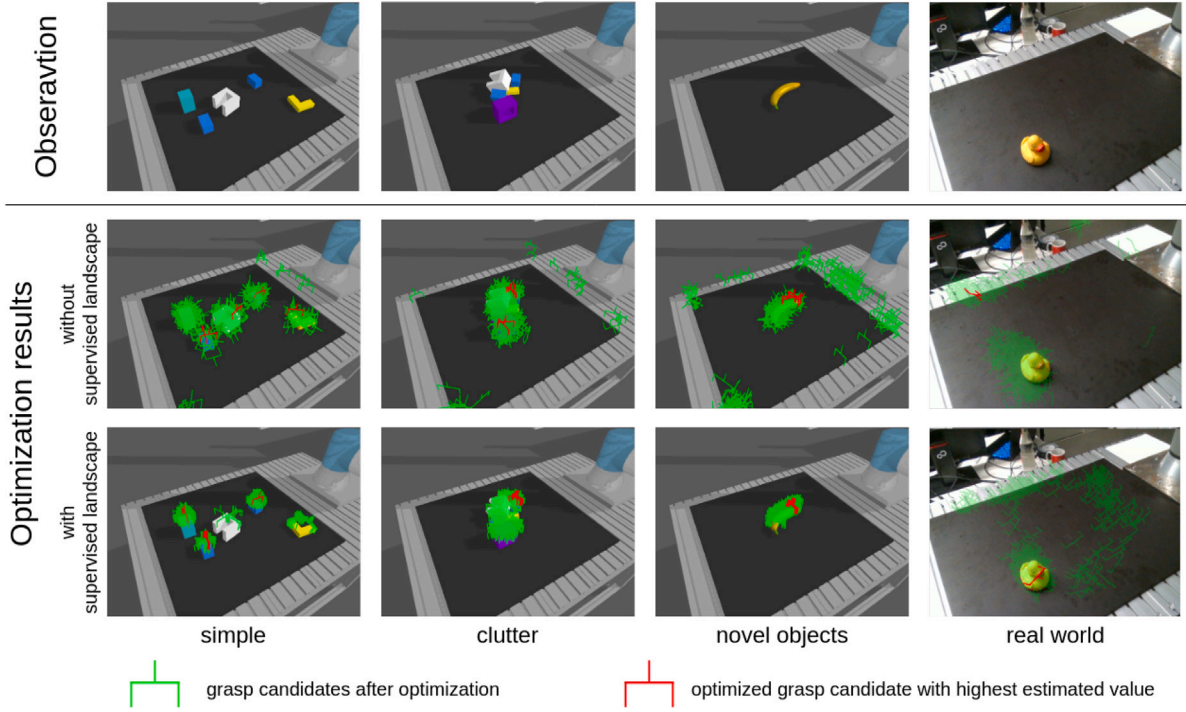 Obseravtion
Optimization results
without
supervised landscape
with
supervised landscape
simple
clutter
novel objects
real world
grasp candidates after optimization
optimized grasp candidate with highest estimated value